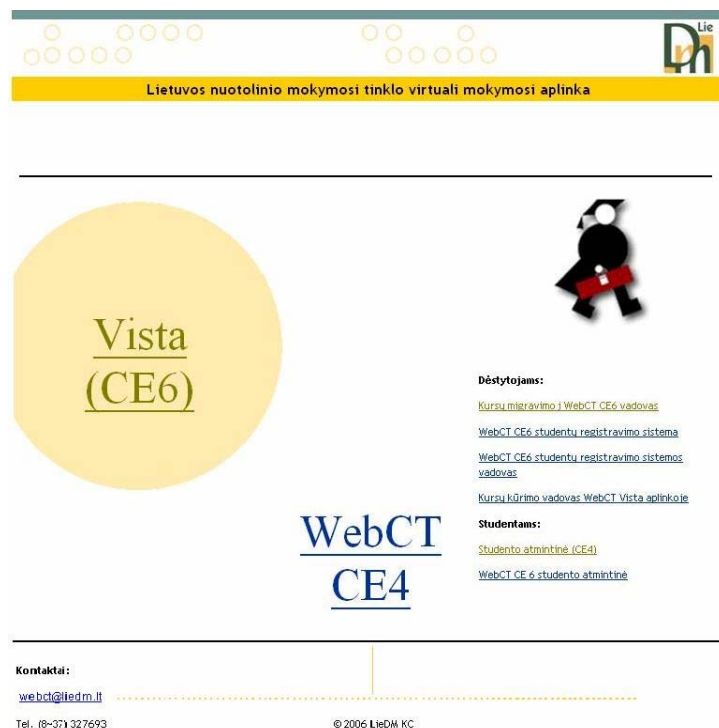 Lie
Dm
Lietuvos nuotolinio mokymosi tinklo virtuali mokymosi aplinka
Vista
(CE6)
WebCT
CE4
Dėstytojams:
Kursų migravimo į WebCT CE6 vadovas
WebCT CE6 studentų registravimo sistema
WebCT CE6 studentų registravimo sistemos
vadovas
Kursų kūrimo vadovas WebCT Vista aplinkoje
Studentams:
Studento atmintinė (CE4)
WebCT CE 6 studento atmintinė
Kontaktai:
webct@liedm.lt
Tel. (8~37) 327693
© 2006 LieDM KC